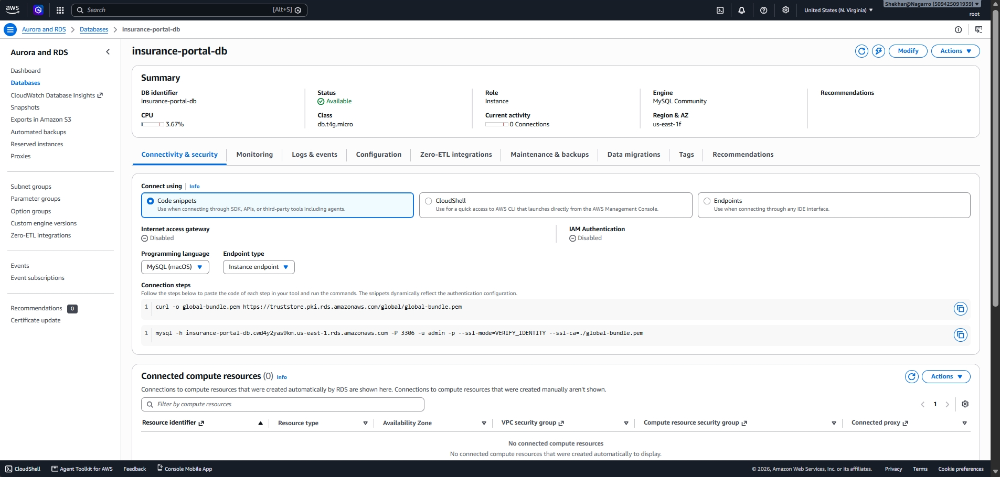 aws
Search
[Alt+S]
United States (N. Virginia)
Shekhar@Nagarro (509425091939)
root
Aurora and RDS
Databases
insurance-portal-db
Aurora and RDS
Dashboard
Databases
CloudWatch Database Insights
Snapshots
Exports in Amazon S3
Automated backups
Reserved instances
Proxies
Subnet groups
Parameter groups
Option groups
Custom engine versions
Zero-ETL integrations
Events
Event subscriptions
Recommendations 0
Certificate update
insurance-portal-db
Modify
Actions
Summary
DB identifier
insurance-portal-db
CPU
3.67%
Status
Available
Class
db.t4g.micro
Role
Instance
Current activity
0 Connections
Engine
MySQL Community
Region & AZ
us-east-1f
Recommendations
Connectivity & security
Monitoring
Logs & events
Configuration
Zero-ETL integrations
Maintenance & backups
Data migrations
Tags
Recommendations
Connect using
Info
Code snippets
Use when connecting through SDK, APIs, or third-party tools including agents.
CloudShell
Use for a quick access to AWS CLI that launches directly from the AWS Management Console.
Endpoints
Use when connecting through any IDE interface.
Internet access gateway
Disabled
IAM Authentication
Disabled
Programming language
MySQL (macOS)
Endpoint type
Instance endpoint
Connection steps
Follow the steps below to paste the code of each step in your tool and run the commands. The snippets dynamically reflect the authentication configuration.
1 curl -o global-bundle.pem https://truststore.pki.rds.amazonaws.com/global/global-bundle.pem
1 mysql -h insurance-portal-db.cwd4y2yas9km.us-east-1.rds.amazonaws.com -P 3306 -u admin -p --ssl-mode=VERIFY_IDENTITY --ssl-ca=./global-bundle.pem
Connected compute resources (0) Info
Actions
Connections to compute resources that were created automatically by RDS are shown here. Connections to compute resources that were created manually aren't shown.
Filter by compute resources
1
Resource identifier
Resource type
Availability Zone
VPC security group
Compute resource security group
Connected proxy
No connected compute resources
No connected compute resources that were created automatically to display.
CloudShell
Agent Toolkit for AWS
Feedback
Console Mobile App
© 2026, Amazon Web Services, Inc. or its affiliates.
Privacy
Terms
Cookie preferences